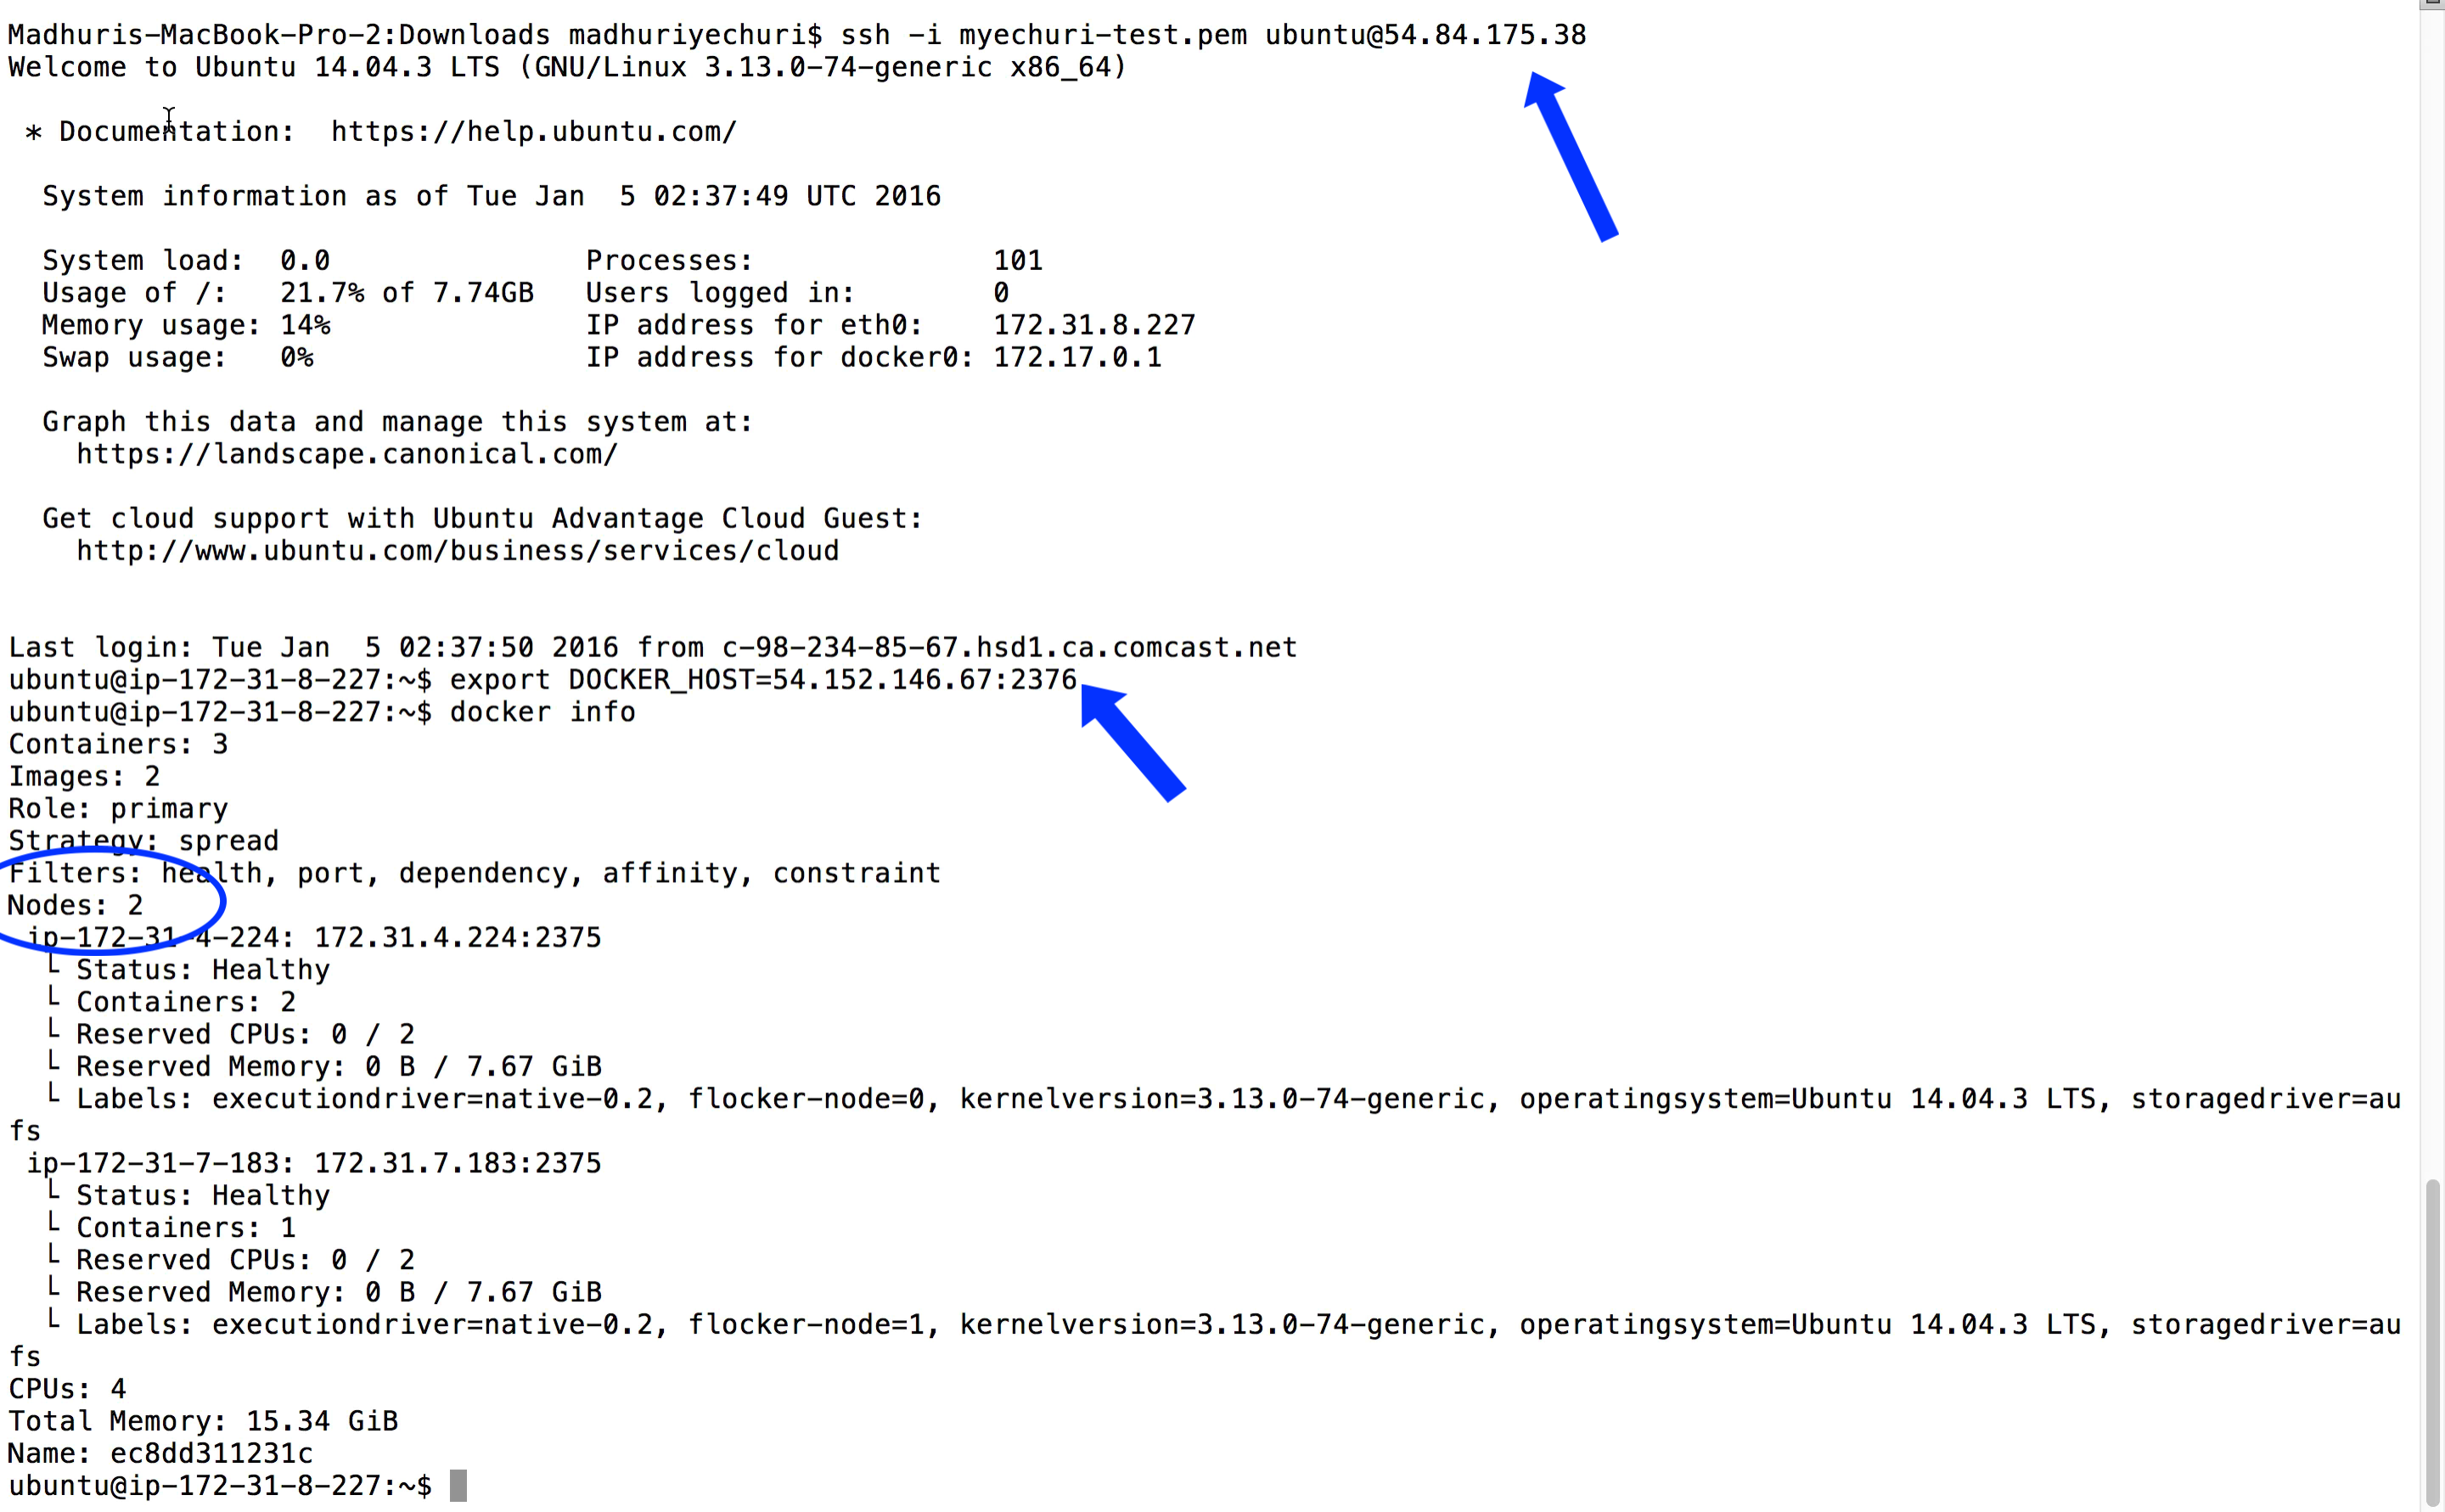 Madhuris-MacBook-Pro-2:Downloads madhuriyechuri$ ssh -i myechuri-test.pem ubuntu@54.84.175.38
Welcome to Ubuntu 14.04.3 LTS (GNU/Linux 3.13.0-74-generic x86_64)
* Documentation:  https://help.ubuntu.com/
System information as of Tue Jan  5 02:37:49 UTC 2016
System load:  0.0               Processes:              101
Usage of /:   21.7% of 7.74GB   Users logged in:        0
Memory usage: 14%               IP address for eth0:    172.31.8.227
Swap usage:   0%                IP address for docker0: 172.17.0.1
Graph this data and manage this system at:
https://landscape.canonical.com/
Get cloud support with Ubuntu Advantage Cloud Guest:
http://www.ubuntu.com/business/services/cloud
Last login: Tue Jan  5 02:37:50 2016 from c-98-234-85-67.hsd1.ca.comcast.net
ubuntu@ip-172-31-8-227:~$ export DOCKER_HOST=54.152.146.67:2376
ubuntu@ip-172-31-8-227:~$ docker info
Containers: 3
Images: 2
Role: primary
Strategy: spread
Filters: health, port, dependency, affinity, constraint
Nodes: 2
ip-172-31-4-224: 172.31.4.224:2375
└ Status: Healthy
└ Containers: 2
└ Reserved CPUs: 0 / 2
└ Reserved Memory: 0 B / 7.67 GiB
└ Labels: executiondriver=native-0.2, flocker-node=0, kernelversion=3.13.0-74-generic, operatingsystem=Ubuntu 14.04.3 LTS, storagedriver=au
fs
ip-172-31-7-183: 172.31.7.183:2375
└ Status: Healthy
└ Containers: 1
└ Reserved CPUs: 0 / 2
└ Reserved Memory: 0 B / 7.67 GiB
└ Labels: executiondriver=native-0.2, flocker-node=1, kernelversion=3.13.0-74-generic, operatingsystem=Ubuntu 14.04.3 LTS, storagedriver=au
fs
CPUs: 4
Total Memory: 15.34 GiB
Name: ec8dd311231c
ubuntu@ip-172-31-8-227:~$